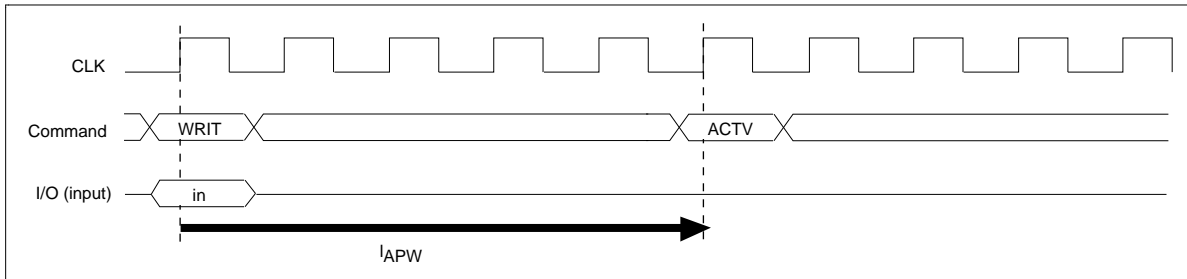 CLK
Command WRIT ACTV
I/O (input) in
IAPW